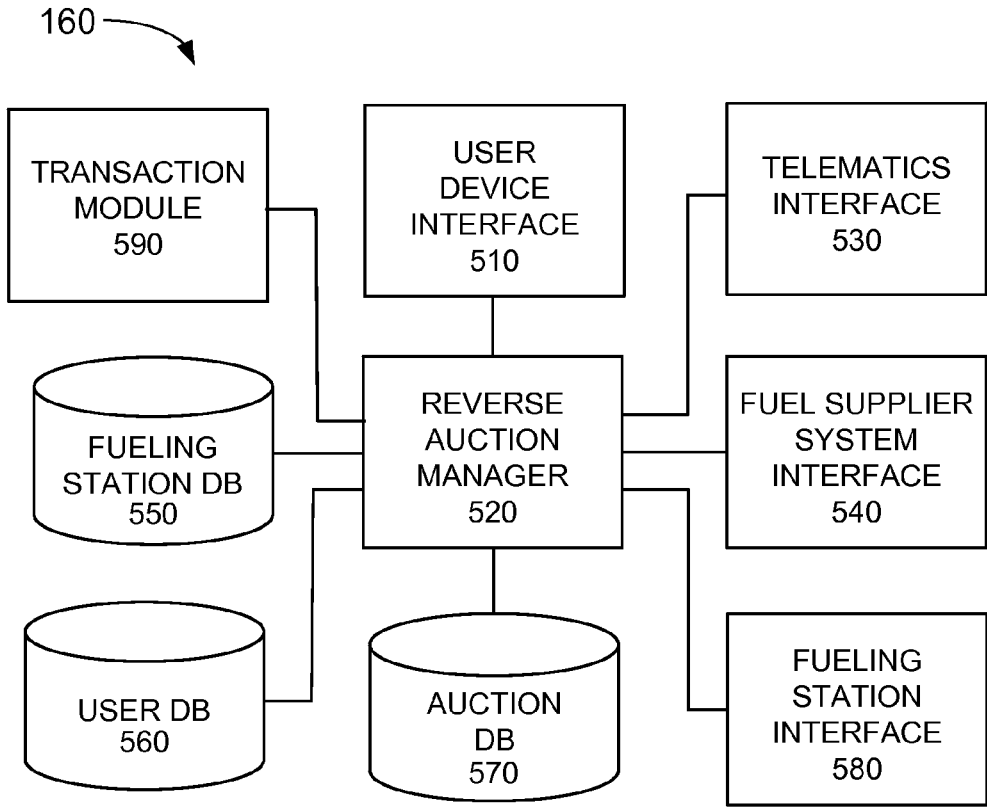 160
TRANSACTION
MODULE
590
USER
DEVICE
INTERFACE
510
TELEMATICS
INTERFACE
530
FUELING
STATION DB
550
REVERSE
AUCTION
MANAGER
520
FUEL SUPPLIER
SYSTEM
INTERFACE
540
USER DB
560
AUCTION
DB
570
FUELING
STATION
INTERFACE
580